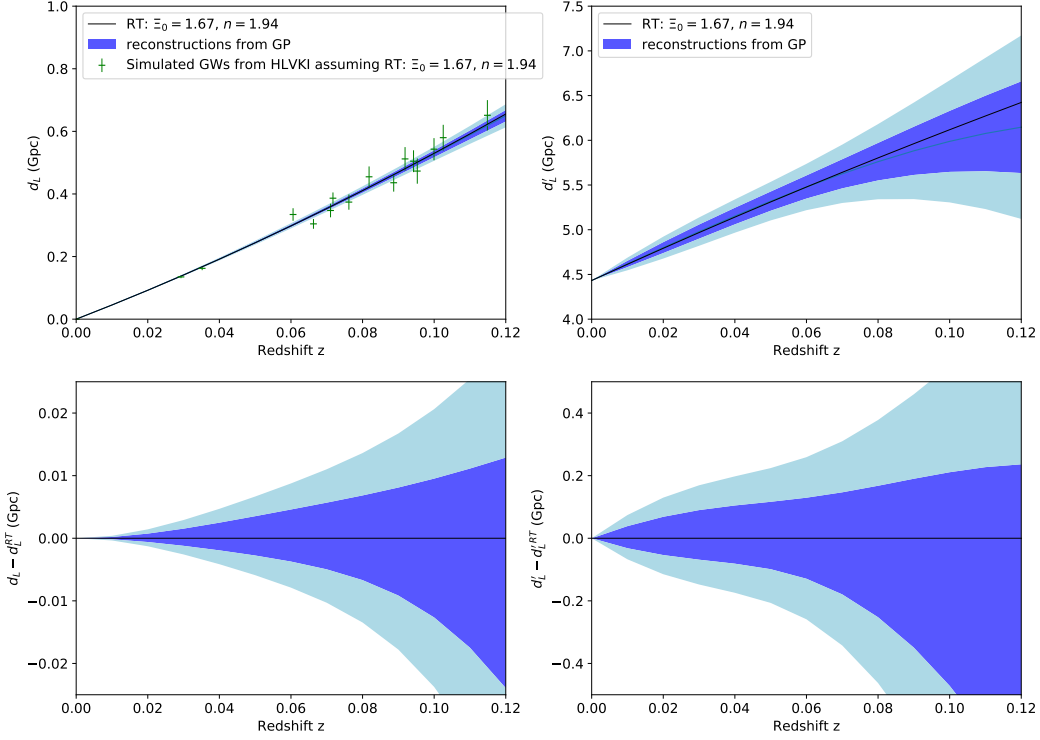 RT: Ξ₀ = 1.67, n = 1.94
reconstructions from GP
Simulated GWs from HLVKI assuming RT: Ξ₀ = 1.67, n = 1.94
1.0
0.8
0.6
0.4
0.2
0.0
d_L (Gpc)
0.00 0.02 0.04 0.06 0.08 0.10 0.12
Redshift z
RT: Ξ₀ = 1.67, n = 1.94
reconstructions from GP
7.5
7.0
6.5
6.0
5.5
5.0
4.5
4.0
d′_L (Gpc)
0.00 0.02 0.04 0.06 0.08 0.10 0.12
Redshift z
0.02
0.01
0.00
−0.01
−0.02
d_L − d_L^RT (Gpc)
0.00 0.02 0.04 0.06 0.08 0.10 0.12
Redshift z
0.4
0.2
0.0
−0.2
−0.4
d′_L − d′_L^RT (Gpc)
0.00 0.02 0.04 0.06 0.08 0.10 0.12
Redshift z